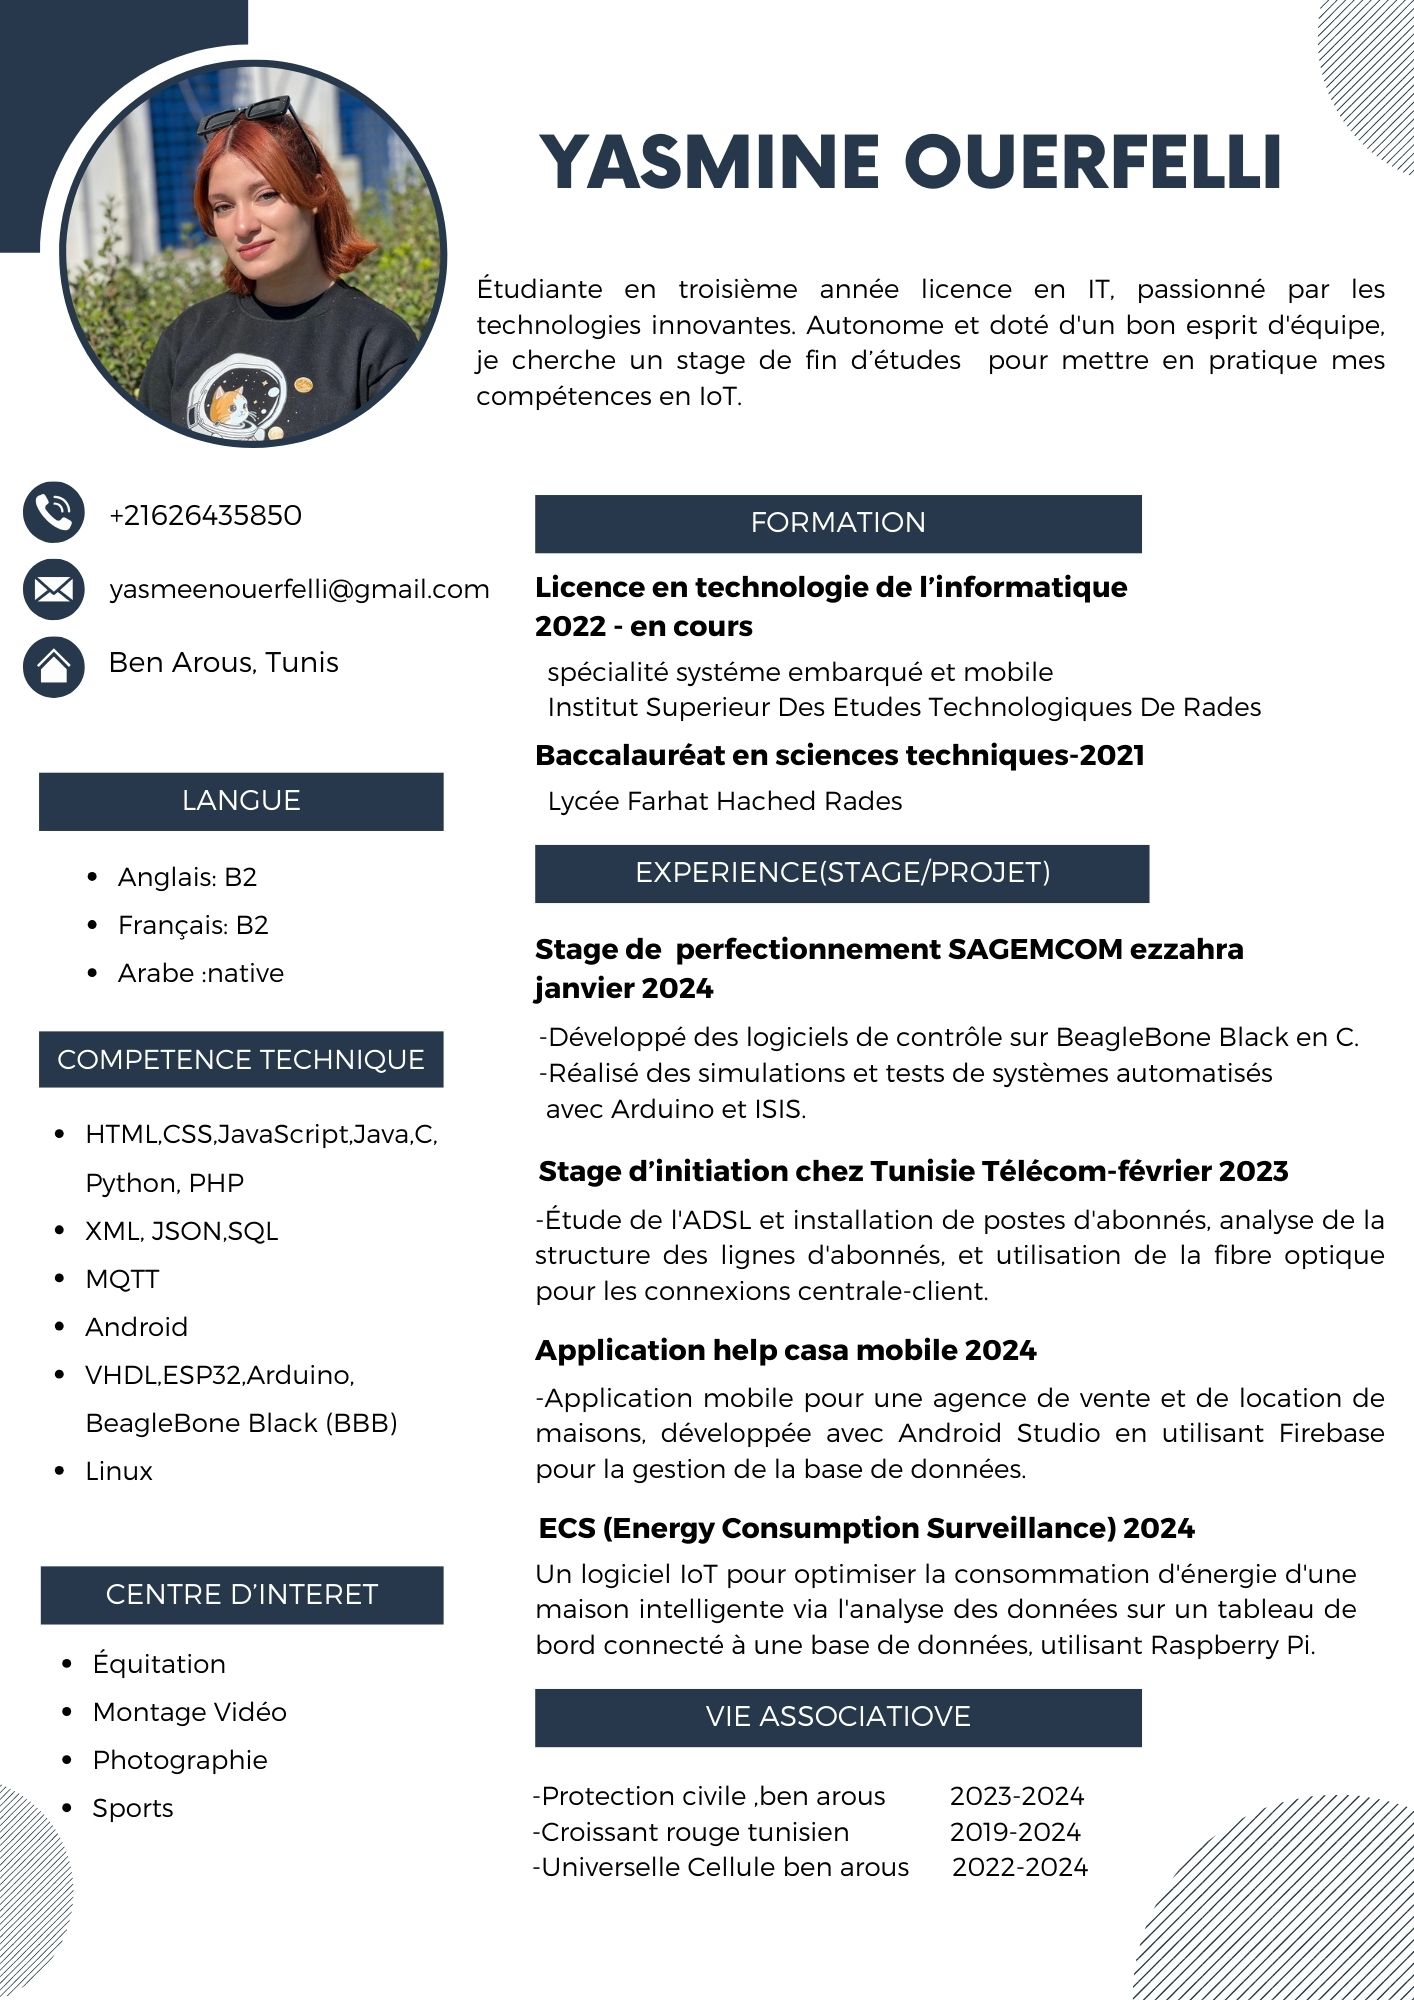 YASMINE OUERFELLI
Étudiante en troisième année licence en IT, passionné par les
technologies innovantes. Autonome et doté d'un bon esprit d'équipe,
je cherche un stage de fin d’études pour mettre en pratique mes
compétences en IoT.
+21626435850
yasmeenouerfelli@gmail.com
Ben Arous, Tunis
LANGUE
Anglais: B2
Français: B2
Arabe :native
COMPETENCE TECHNIQUE
HTML,CSS,JavaScript,Java,C,
Python, PHP
XML, JSON,SQL
MQTT
Android
VHDL,ESP32,Arduino,
BeagleBone Black (BBB)
Linux
CENTRE D’INTERET
Équitation
Montage Vidéo
Photographie
Sports
FORMATION
Licence en technologie de l’informatique
2022 - en cours
spécialité systéme embarqué et mobile
Institut Superieur Des Etudes Technologiques De Rades
Baccalauréat en sciences techniques-2021
Lycée Farhat Hached Rades
EXPERIENCE(STAGE/PROJET)
Stage de perfectionnement SAGEMCOM ezzahra
janvier 2024
-Développé des logiciels de contrôle sur BeagleBone Black en C.
-Réalisé des simulations et tests de systèmes automatisés
avec Arduino et ISIS.
Stage d’initiation chez Tunisie Télécom-février 2023
-Étude de l'ADSL et installation de postes d'abonnés, analyse de la
structure des lignes d'abonnés, et utilisation de la fibre optique
pour les connexions centrale-client.
Application help casa mobile 2024
-Application mobile pour une agence de vente et de location de
maisons, développée avec Android Studio en utilisant Firebase
pour la gestion de la base de données.
ECS (Energy Consumption Surveillance) 2024
Un logiciel IoT pour optimiser la consommation d'énergie d'une
maison intelligente via l'analyse des données sur un tableau de
bord connecté à une base de données, utilisant Raspberry Pi.
VIE ASSOCIATIOVE
-Protection civile ,ben arous 2023-2024
-Croissant rouge tunisien 2019-2024
-Universelle Cellule ben arous 2022-2024